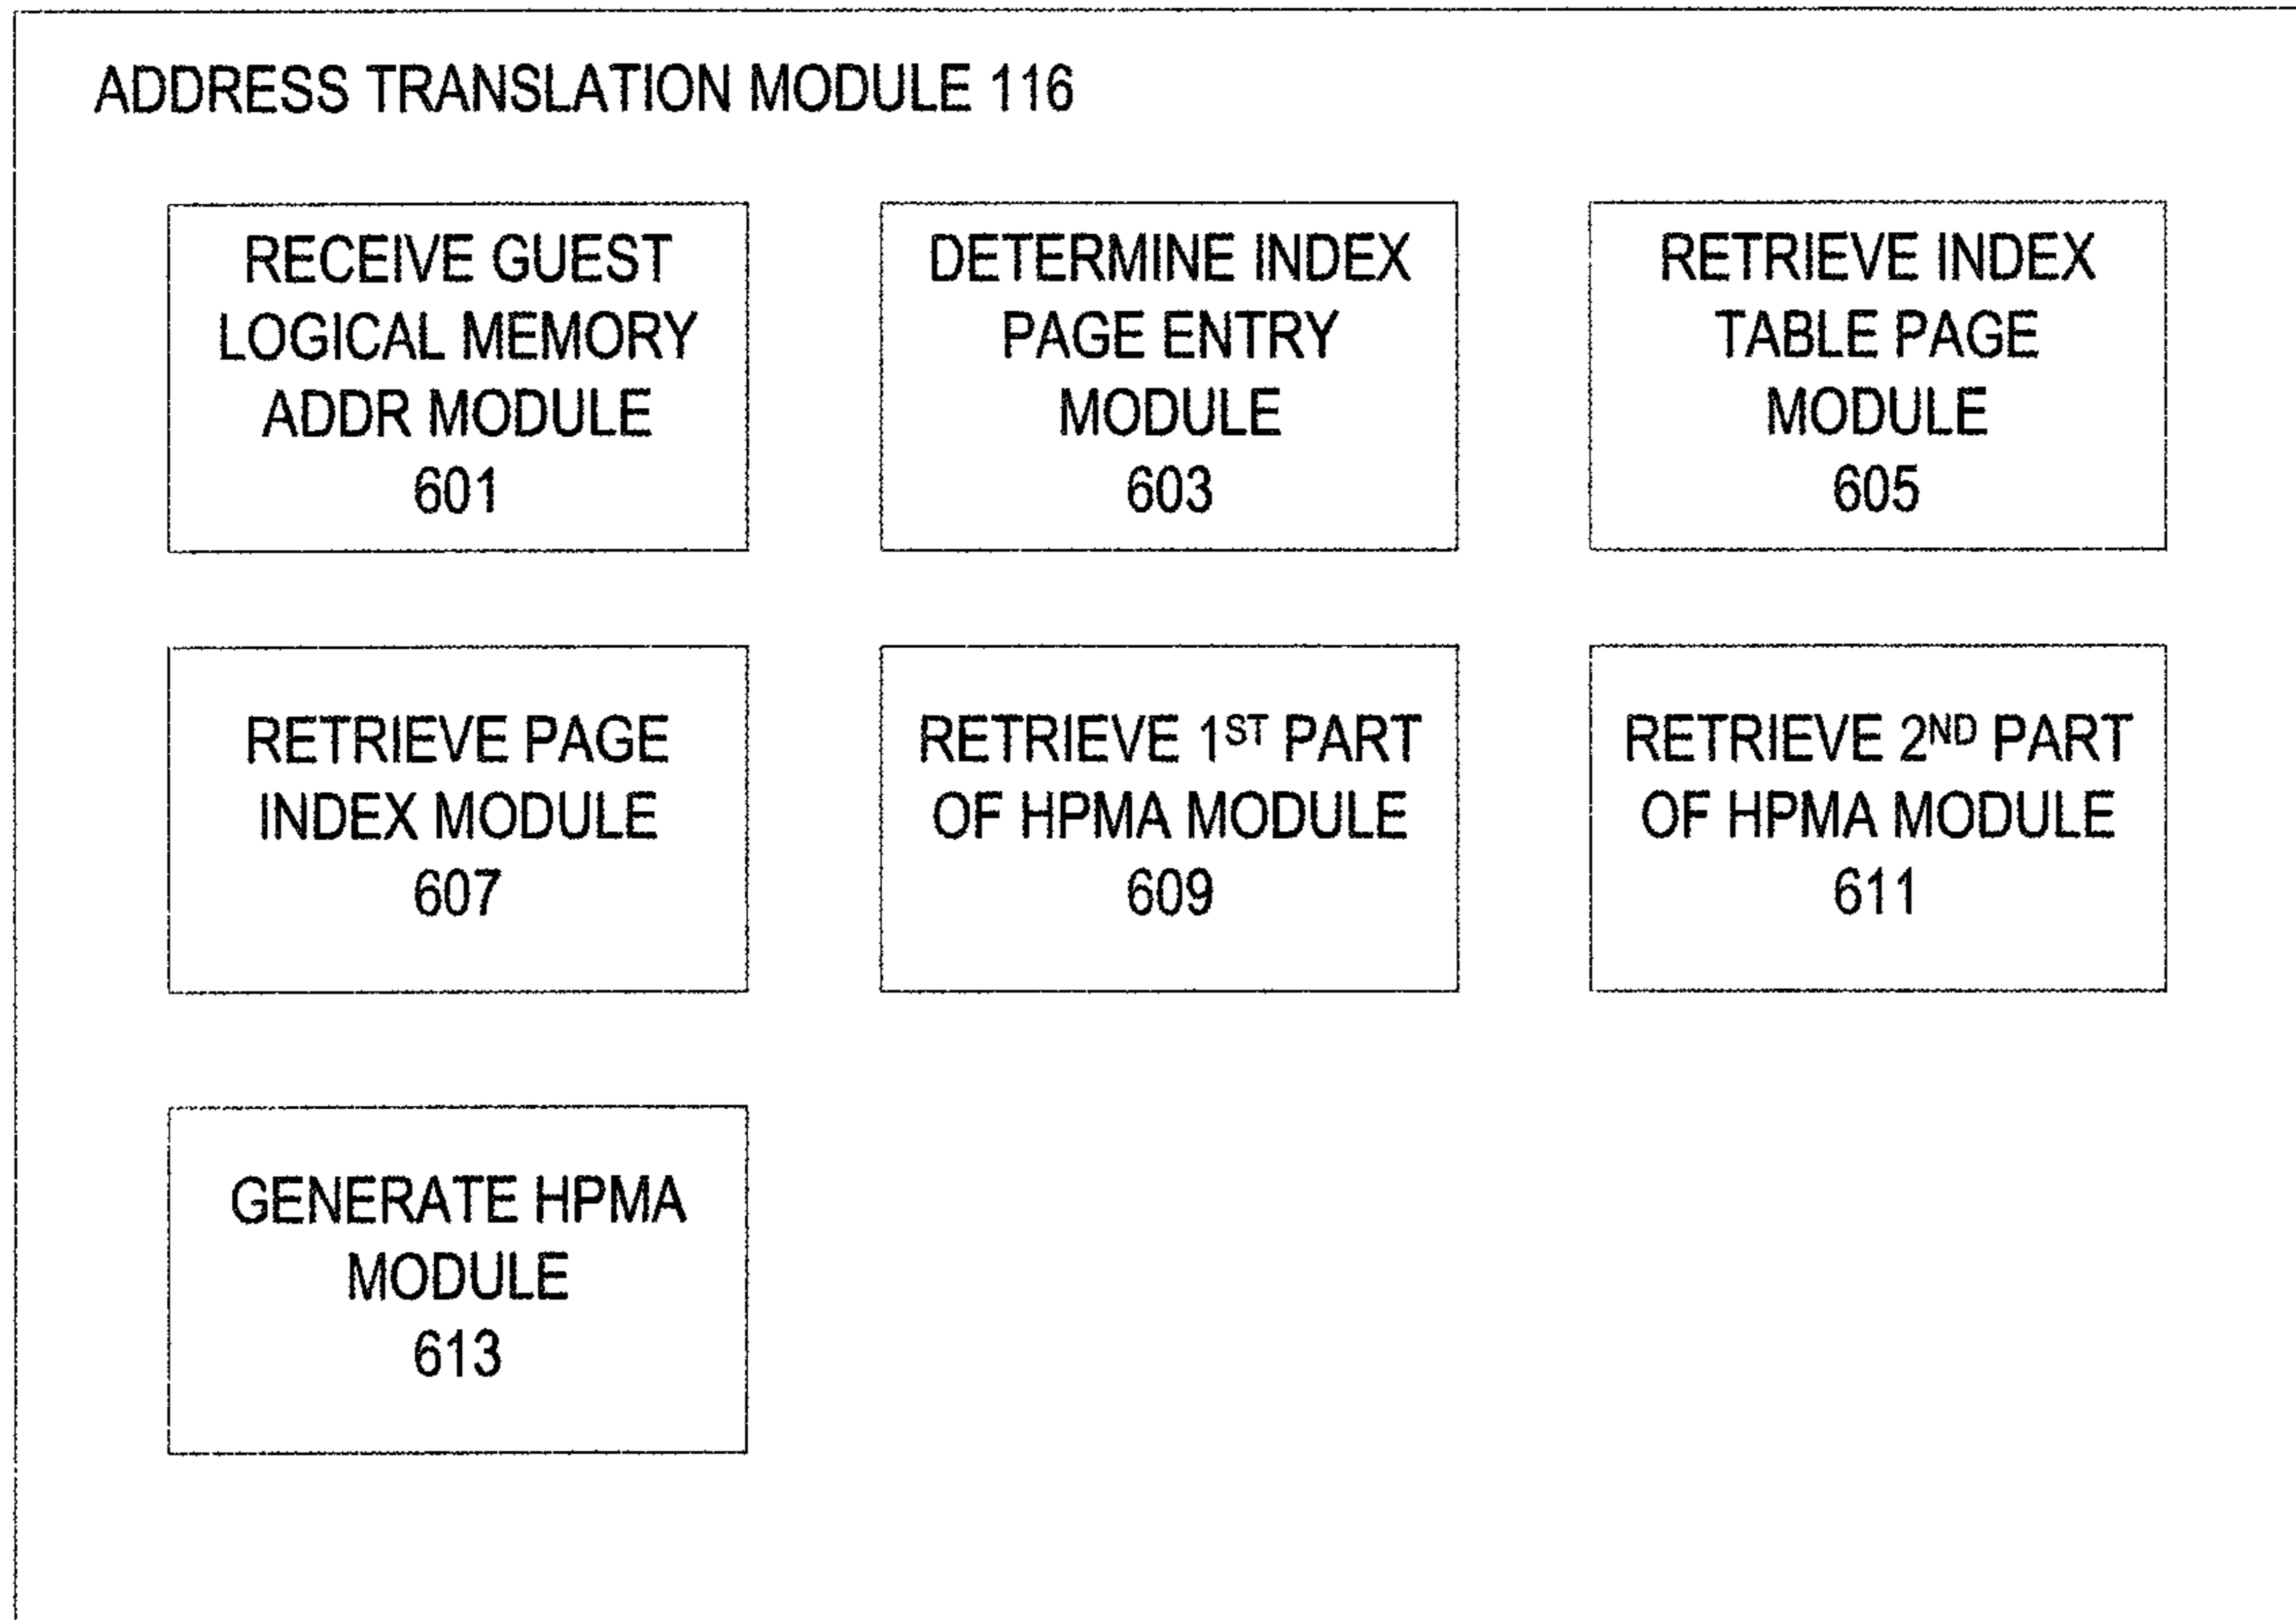 ADDRESS TRANSLATION MODULE 116
RECEIVE GUEST
LOGICAL MEMORY
ADDR MODULE
601
DETERMINE INDEX
PAGE ENTRY
MODULE
603
RETRIEVE INDEX
TABLE PAGE
MODULE
605
RETRIEVE PAGE
INDEX MODULE
607
RETRIEVE 1ST PART
OF HPMA MODULE
609
RETRIEVE 2ND PART
OF HPMA MODULE
611
GENERATE HPMA
MODULE
613